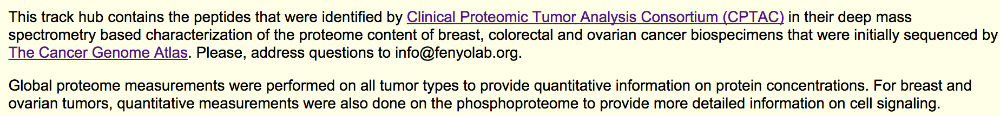 This track hub contains the peptides that were identified by Clinical Proteomic Tumor Analysis Consortium (CPTAC) in their deep mass
spectrometry based characterization of the proteome content of breast, colorectal and ovarian cancer biospecimens that were initially sequenced by
The Cancer Genome Atlas. Please, address questions to info@fenyolab.org.
Global proteome measurements were performed on all tumor types to provide quantitative information on protein concentrations. For breast and
ovarian tumors, quantitative measurements were also done on the phosphoproteome to provide more detailed information on cell signaling.